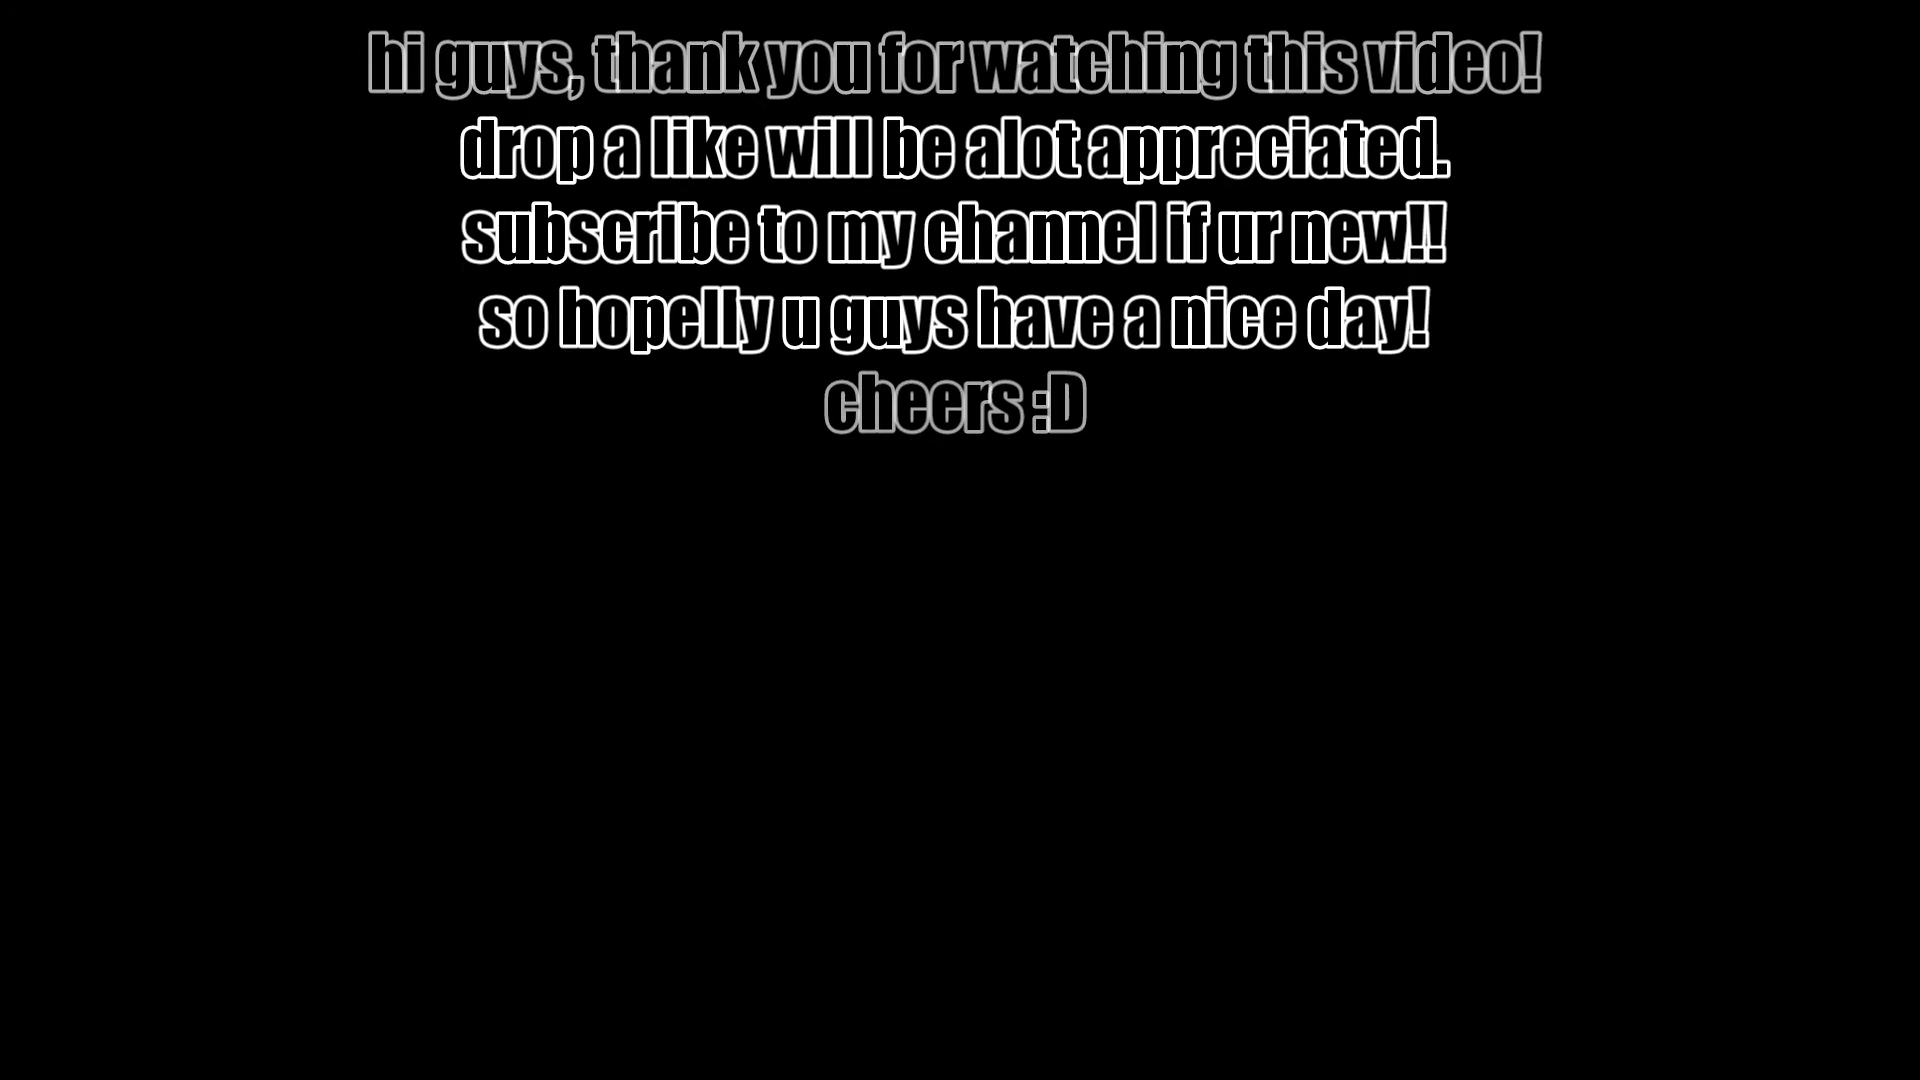 hi guys, thank you for watching this video!
drop a like will be alot appreciated.
subscribe to my channel if ur new!!
so hopelly u guys have a nice day!
cheers :D